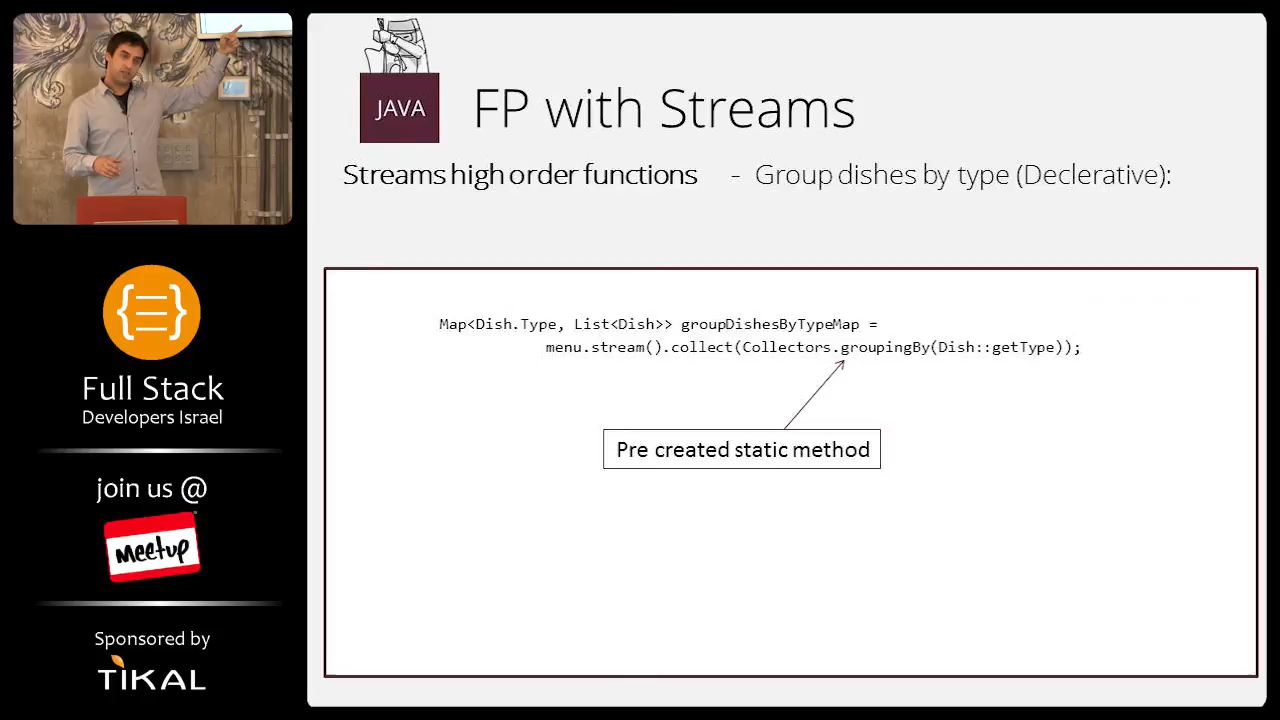 JAVA
FP with Streams
Streams high order functions - Group dishes by type (Declerative):
Map<Dish.Type, List<Dish>> groupDishesByTypeMap =
menu.stream().collect(Collectors.groupingBy(Dish::getType));
Pre created static method
{ }
Full Stack
Developers Israel
join us @
meetup
Sponsored by
TIKAL